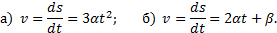 а) v = ds/dt = 3αt²; б) v = ds/dt = 2αt + β.